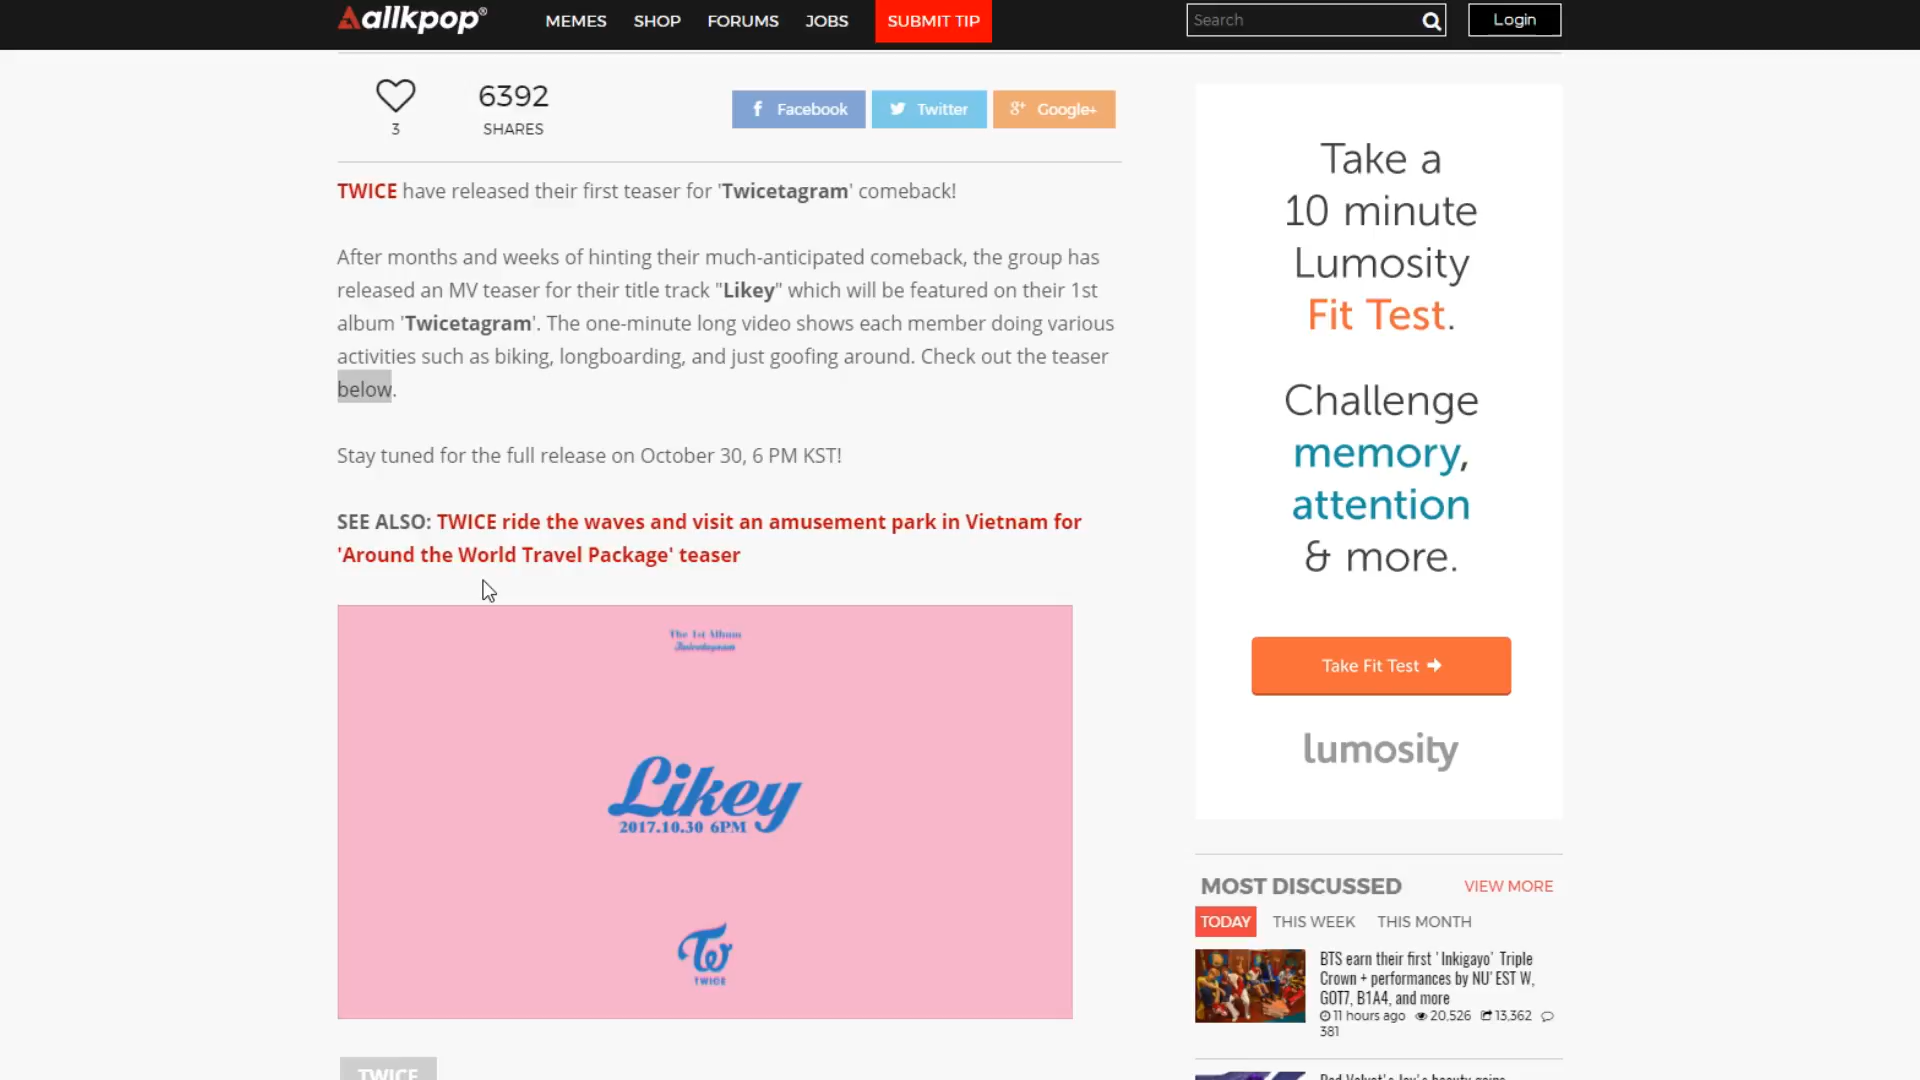 allkpop®
MEMES SHOP FORUMS JOBS SUBMIT TIP
Search
Login
3
6392
SHARES
Facebook
Twitter
Google+
TWICE have released their first teaser for 'Twicetagram' comeback!
After months and weeks of hinting their much-anticipated comeback, the group has
released an MV teaser for their title track "Likey" which will be featured on their 1st
album 'Twicetagram'. The one-minute long video shows each member doing various
activities such as biking, longboarding, and just goofing around. Check out the teaser
below.
Stay tuned for the full release on October 30, 6 PM KST!
SEE ALSO: TWICE ride the waves and visit an amusement park in Vietnam for
'Around the World Travel Package' teaser
The 1st Album
Twicetagram
Likey
2017.10.30 6PM
TWICE
TWICE
Take a
10 minute
Lumosity
Fit Test.
Challenge
memory,
attention
& more.
Take Fit Test
lumosity
MOST DISCUSSED
VIEW MORE
TODAY THIS WEEK THIS MONTH
BTS earn their first 'Inkigayo' Triple
Crown + performances by NU'EST W,
GOT7, B1A4, and more
11 hours ago 20,526 13,362
381
Red Velvet's Joy's beauty gains